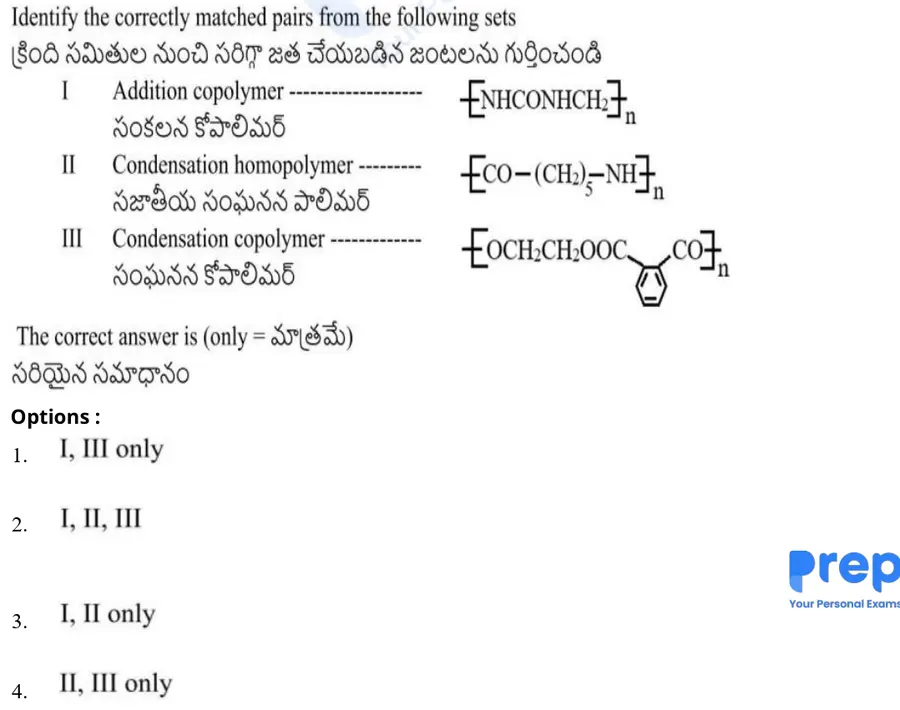 Identify the correctly matched pairs from the following sets
క్రింది సమితుల నుంచి సరిగ్గా జత చేయబడిన జంటలను గుర్తించండి
I Addition copolymer ------------------- [NHCONHCH₂]n
సంకలన కోపాలిమర్
II Condensation homopolymer --------- [CO−(CH₂)₅−NH]n
సజాతీయ సంఘనన పాలిమర్
III Condensation copolymer ------------- [OCH₂CH₂OOC CO]n
సంఘనన కోపాలిమర్
The correct answer is (only = మాత్రమే)
సరియైన సమాధానం
Options :
1. I, III only
2. I, II, III
3. I, II only
4. II, III only
Prep
Your Personal Exams